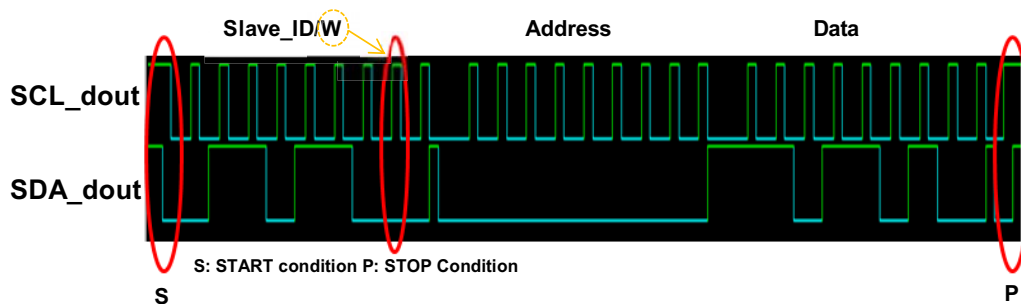 Slave_ID/W Address Data
SCL_dout
SDA_dout
S: START condition P: STOP Condition
S P